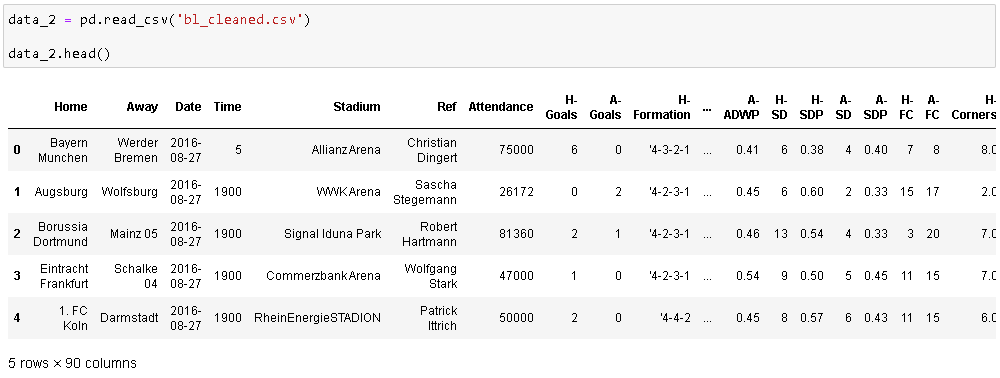 data_2 = pd.read_csv('bl_cleaned.csv')
data_2.head()
Home Away Date Time Stadium Ref Attendance H-Goals A-Goals H-Formation ... A-ADWP H-SD H-SDP A-SD A-SDP H-FC A-FC H-Corners
0 Bayern Munchen Werder Bremen 2016-08-27 5 AllianzArena Christian Dingert 75000 6 0 '4-3-2-1 ... 0.41 6 0.38 4 0.40 7 8 8.0
1 Augsburg Wolfsburg 2016-08-27 1900 WWKArena Sascha Stegemann 26172 0 2 '4-2-3-1 ... 0.45 6 0.60 2 0.33 15 17 2.0
2 Borussia Dortmund Mainz 05 2016-08-27 1900 Signal Iduna Park Robert Hartmann 81360 2 1 '4-2-3-1 ... 0.46 13 0.54 4 0.33 3 20 7.0
3 Eintracht Frankfurt Schalke 04 2016-08-27 1900 CommerzbankArena Wolfgang Stark 47000 1 0 '4-2-3-1 ... 0.54 9 0.50 5 0.45 11 15 7.0
4 1. FC Koln Darmstadt 2016-08-27 1900 RheinEnergieSTADION Patrick Ittrich 50000 2 0 '4-4-2 ... 0.45 8 0.57 6 0.43 11 15 6.0
5 rows × 90 columns